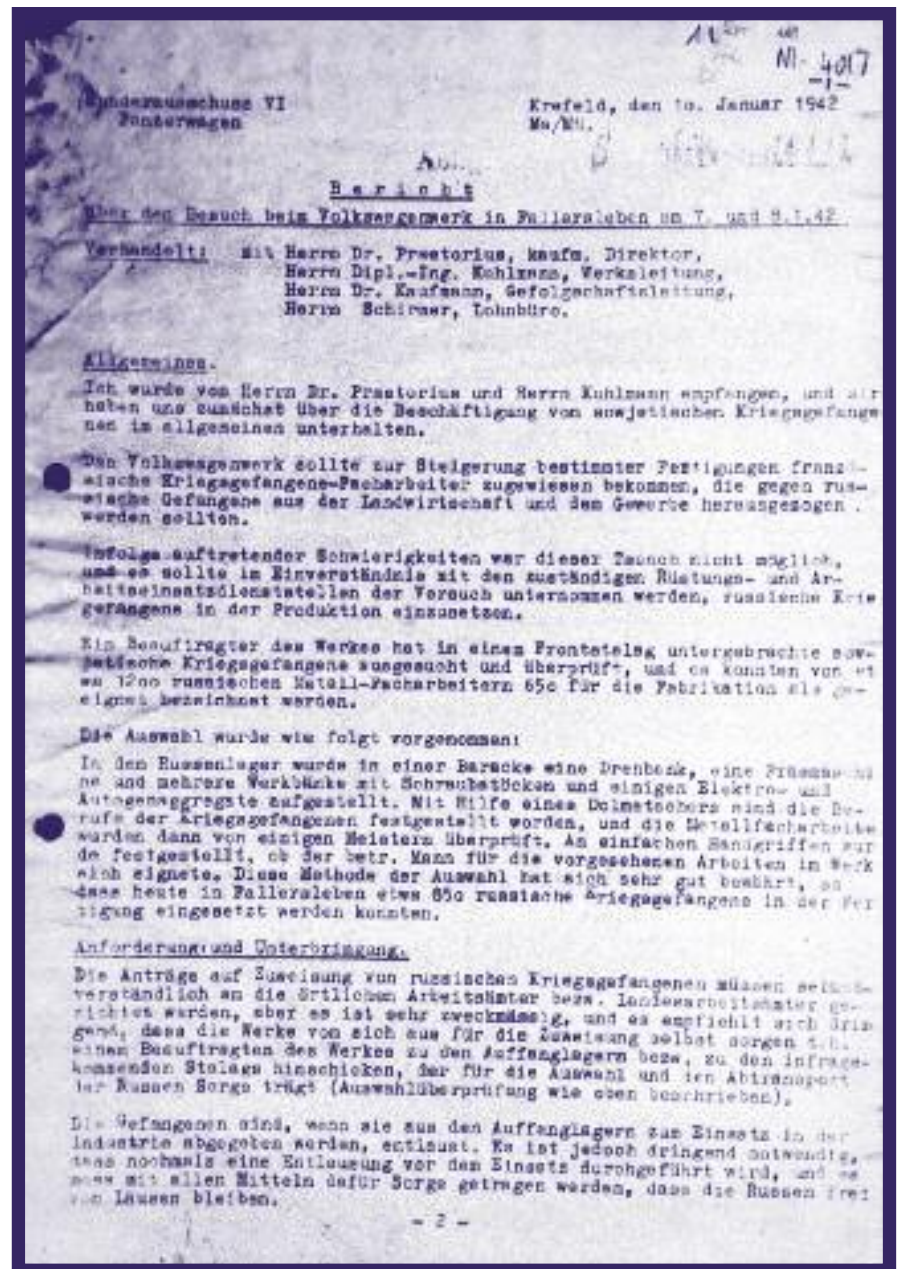 NI- 4017
-1-
Sonderausschuss VI
Panzerwagen
Krefeld, den 1o. Januar 1942
Ma/Mü.
B e r i c h t
über den Besuch beim Volkswagenwerk in Fallersleben am 7. und 8.1.42
Verhandelt: mit Herrn Dr. Praetorius, kaufm. Direktor,
Herrn Dipl.-Ing. Kuhlmann, Werksleitung,
Herrn Dr. Kaufmann, Gefolgschaftsleitung,
Herrn Schirmer, Lohnbüro.
Allgemeines.
Ich wurde von Herrn Dr. Praetorius und Herrn Kuhlmann empfangen, und wir
haben uns zunächst über die Beschäftigung von sowjetischen Kriegsgefange
nen im allgemeinen unterhalten.
Das Volkswagenwerk sollte zur Steigerung bestimmter Fertigungen franzö-
sische Kriegsgefangene-Facharbeiter zugewiesen bekommen, die gegen rus-
sische Gefangene aus der Landwirtschaft und dem Gewerbe herausgezogen
werden sollten.
Infolge auftretender Schwierigkeiten war dieser Tausch nicht möglich,
und es sollte im Einverständnis mit den zuständigen Rüstungs- und Ar-
beitseinsatzdienststellen der Versuch unternommen werden, russische Krie
gefangene in der Produktion einzusetzen.
Ein Beauftragter des Werkes hat in einem Frontstalag untergebrachte sow-
jetische Kriegsgefangene ausgesucht und überprüft, und es konnten von et
wa 12oo russischen Metall-Facharbeitern 65o für die Fabrikation als ge-
eignet bezeichnet werden.
Die Auswahl wurde wie folgt vorgenommen:
In dem Russenlager wurde in einer Baracke eine Drehbank, eine Fräsmaschi
ne und mehrere Werkbänke mit Schraubstöcken und einigen Elektro- und
Autogenaggregate aufgestellt. Mit Hilfe eines Dolmetschers sind die Be-
rufe der Kriegsgefangenen festgestellt worden, und die Metallfacharbeite
wurden dann von einigen Meistern überprüft. An einfachen Handgriffen wur
de festgestellt, ob der betr. Mann für die vorgesehenen Arbeiten im Werk
sich eignete. Diese Methode der Auswahl hat sich sehr gut bewährt, so
dass heute in Fallersleben etwa 65o russische Kriegsgefangene in der Fer
tigung eingesetzt werden konnten.
Anforderung und Unterbringung.
Die Anträge auf Zuweisung von russischen Kriegsgefangenen müssen selbst-
verständlich an die örtlichen Arbeitsämter bezw. Landesarbeitsämter ge-
richtet werden, aber es ist sehr zweckmässig, und es empfiehlt sich drin
gend, dass die Werke von sich aus für die Zuweisung selbst sorgen d.h.
einen Beauftragten des Werkes zu den Auffanglagern bezw. zu den infrage-
kommenden Stalags hinschicken, der für die Auswahl und den Abtransport
der Russen Sorge trägt (Auswahlüberprüfung wie oben beschrieben).
Die Gefangenen sind, wenn sie aus den Auffanglagern zum Einsatz in der
Industrie abgegeben werden, entlaust. Es ist jedoch dringend notwendig,
dass nochmals eine Entlausung vor dem Einsatz durchgeführt wird, und es
muss mit allen Mitteln dafür Sorge getragen werden, dass die Russen frei
von Läusen bleiben.
- 2 -